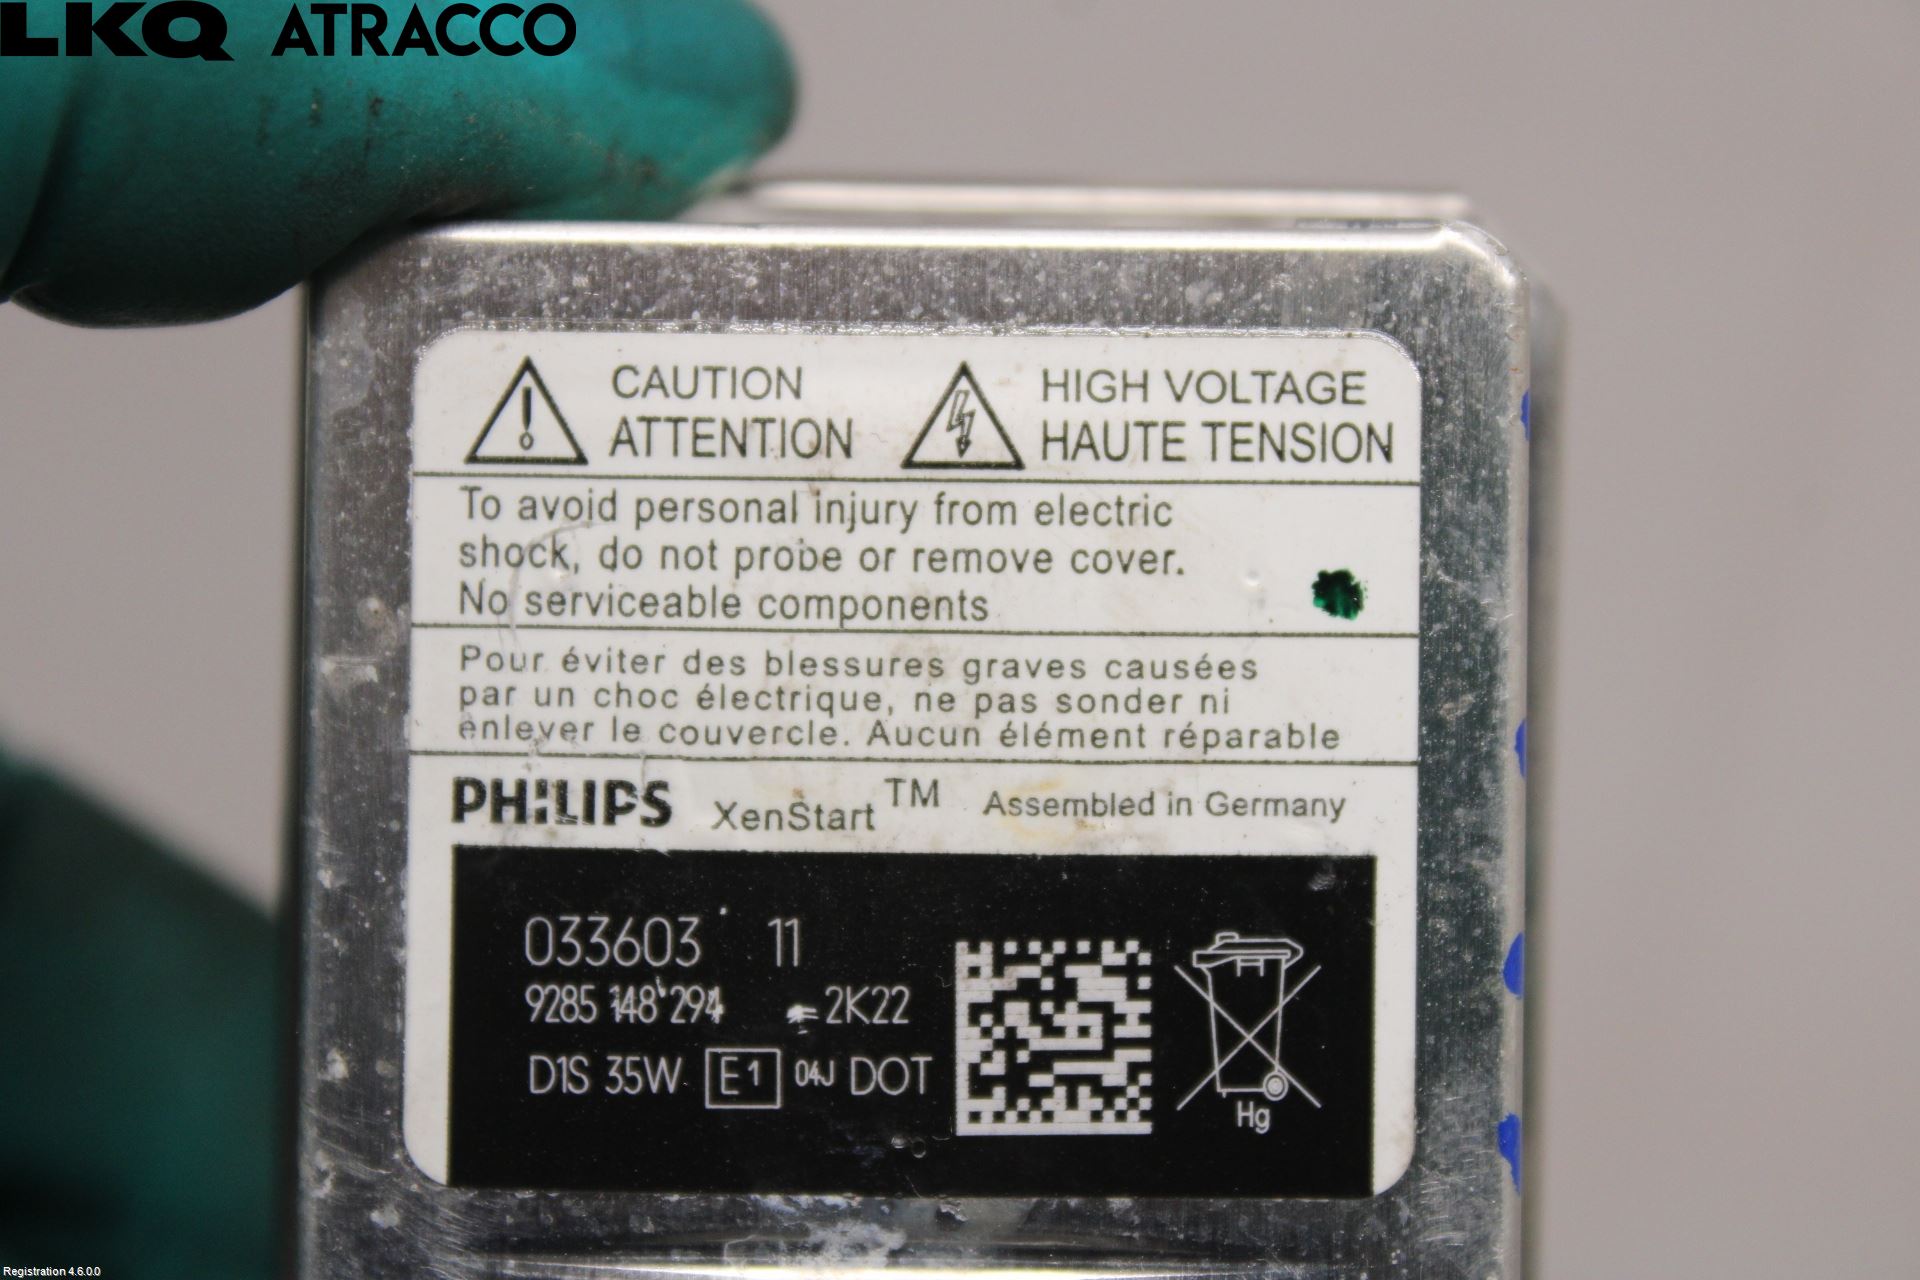 LKQ ATRACCO
CAUTION
ATTENTION
HIGH VOLTAGE
HAUTE TENSION
To avoid personal injury from electric
shock, do not probe or remove cover.
No serviceable components
Pour éviter des blessures graves causées
par un choc électrique, ne pas sonder ni
enlever le couvercle. Aucun élément réparable
PHILIPS XenStart TM Assembled in Germany
033603 11
9285 148 294 2K22
D1S 35W E1 04J DOT
Hg
Registration 4.6.0.0